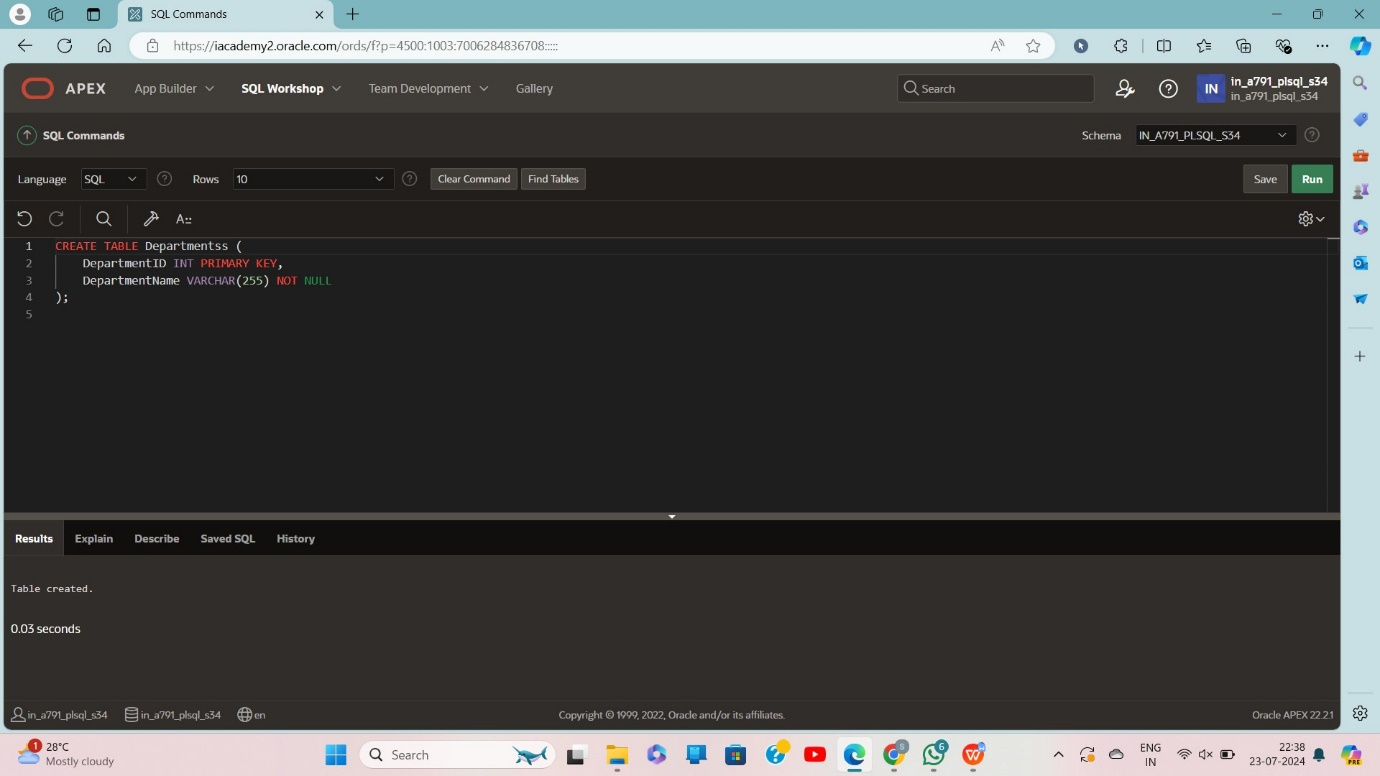 SQL Commands
https://iacademy2.oracle.com/ords/f?p=4500:1003:7006284836708:::::
APEX App Builder SQL Workshop Team Development Gallery Search IN in_a791_plsql_s34
in_a791_plsql_s34
SQL Commands Schema IN_A791_PLSQL_S34
Language SQL Rows 10 Clear Command Find Tables Save Run
A::
1 CREATE TABLE Departmentss (
2 DepartmentID INT PRIMARY KEY,
3 DepartmentName VARCHAR(255) NOT NULL
4 );
5
Results Explain Describe Saved SQL History
Table created.
0.03 seconds
in_a791_plsql_s34 in_a791_plsql_s34 en Copyright © 1999, 2022, Oracle and/or its affiliates. Oracle APEX 22.2.1
1 28°C Search S 6 ENG 22:38
Mostly cloudy IN 23-07-2024 PRE